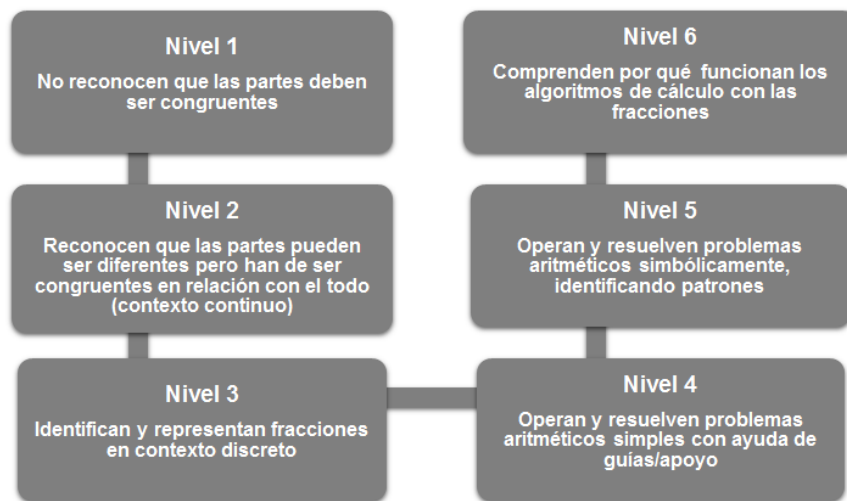 Nivel 1
No reconocen que las partes deben
ser congruentes
Nivel 2
Reconocen que las partes pueden
ser diferentes pero han de ser
congruentes en relación con el todo
(contexto continuo)
Nivel 3
Identifican y representan fracciones
en contexto discreto
Nivel 4
Operan y resuelven problemas
aritméticos simples con ayuda de
guías/apoyo
Nivel 5
Operan y resuelven problemas
aritméticos simbólicamente,
identificando patrones
Nivel 6
Comprenden por qué funcionan los
algoritmos de cálculo con las
fracciones